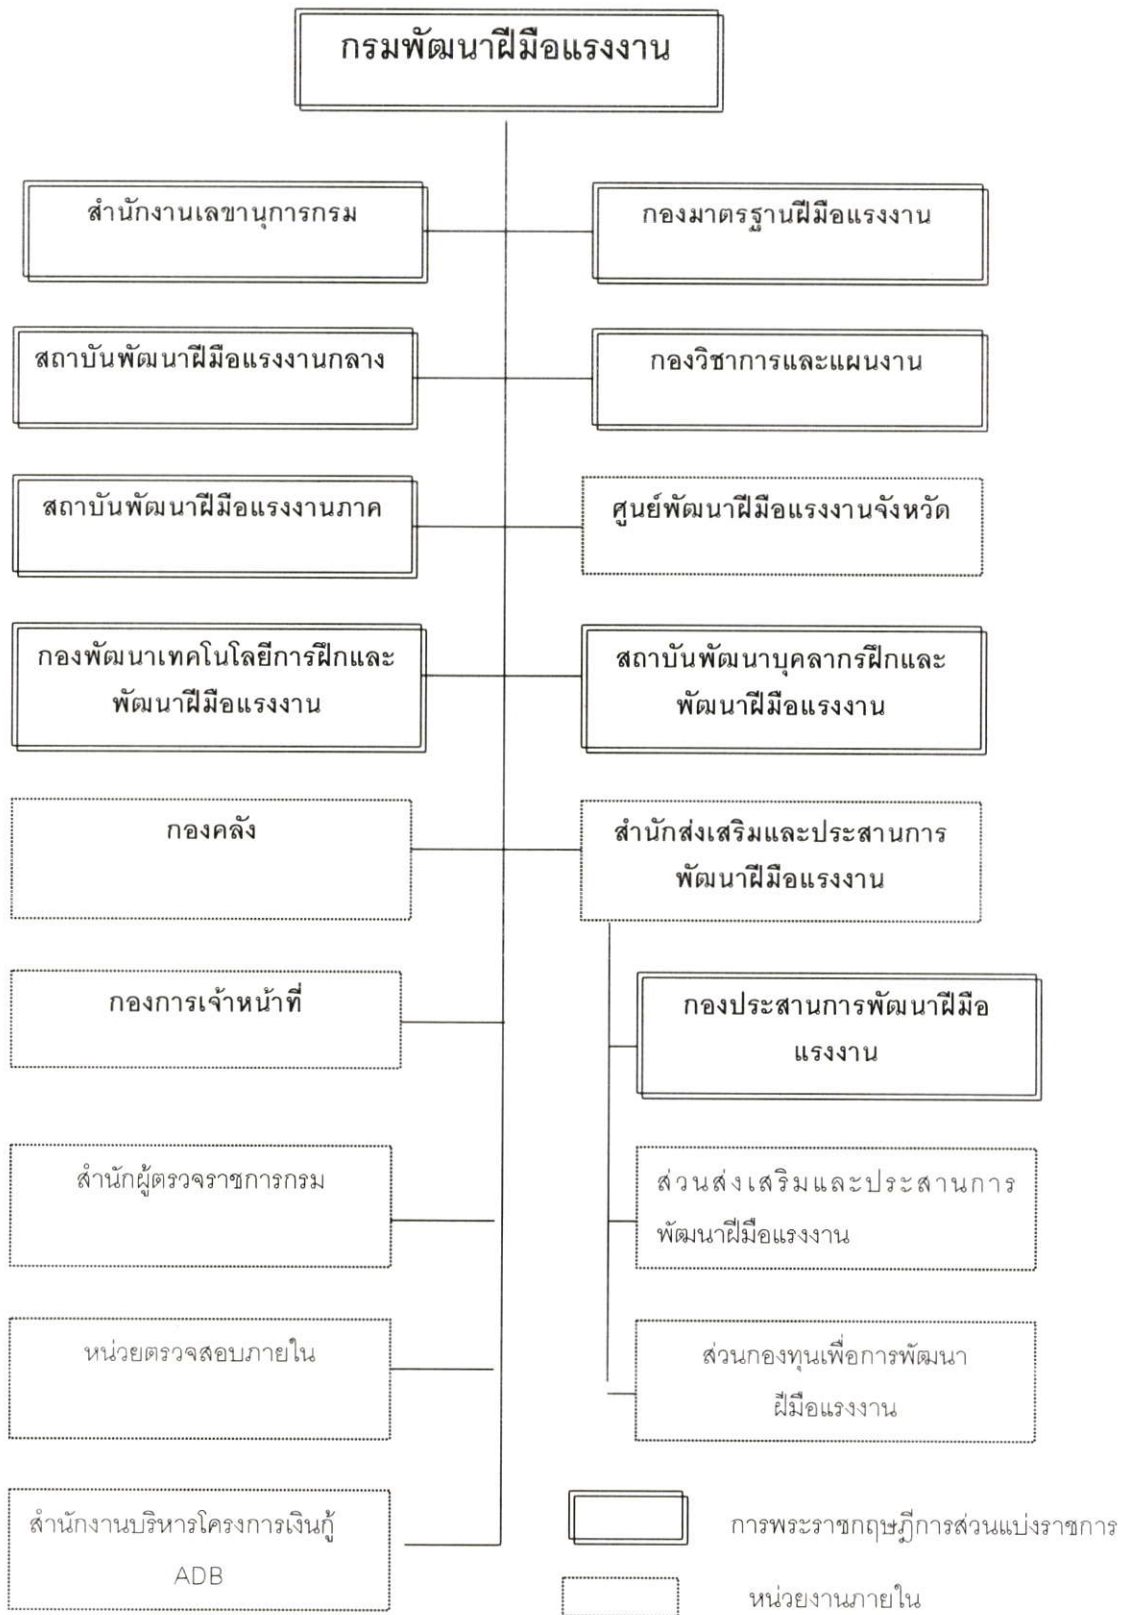 กรมพัฒนาฝีมือแรงงาน
สำนักงานเลขานุการกรม
กองมาตรฐานฝีมือแรงงาน
สถาบันพัฒนาฝีมือแรงงานกลาง
กองวิชาการและแผนงาน
สถาบันพัฒนาฝีมือแรงงานภาค
ศูนย์พัฒนาฝีมือแรงงานจังหวัด
กองพัฒนาเทคโนโลยีการฝึกและ
พัฒนาฝีมือแรงงาน
สถาบันพัฒนาบุคลากรฝึกและ
พัฒนาฝีมือแรงงาน
กองคลัง
สำนักส่งเสริมและประสานการ
พัฒนาฝีมือแรงงาน
กองการเจ้าหน้าที่
กองประสานการพัฒนาฝีมือ
แรงงาน
สำนักผู้ตรวจราชการกรม
ส่วนส่งเสริมและประสานการ
พัฒนาฝีมือแรงงาน
หน่วยตรวจสอบภายใน
ส่วนกองทุนเพื่อการพัฒนา
ฝีมือแรงงาน
สำนักงานบริหารโครงการเงินกู้
ADB
การพระราชกฤษฎีการส่วนแบ่งราชการ
หน่วยงานภายใน